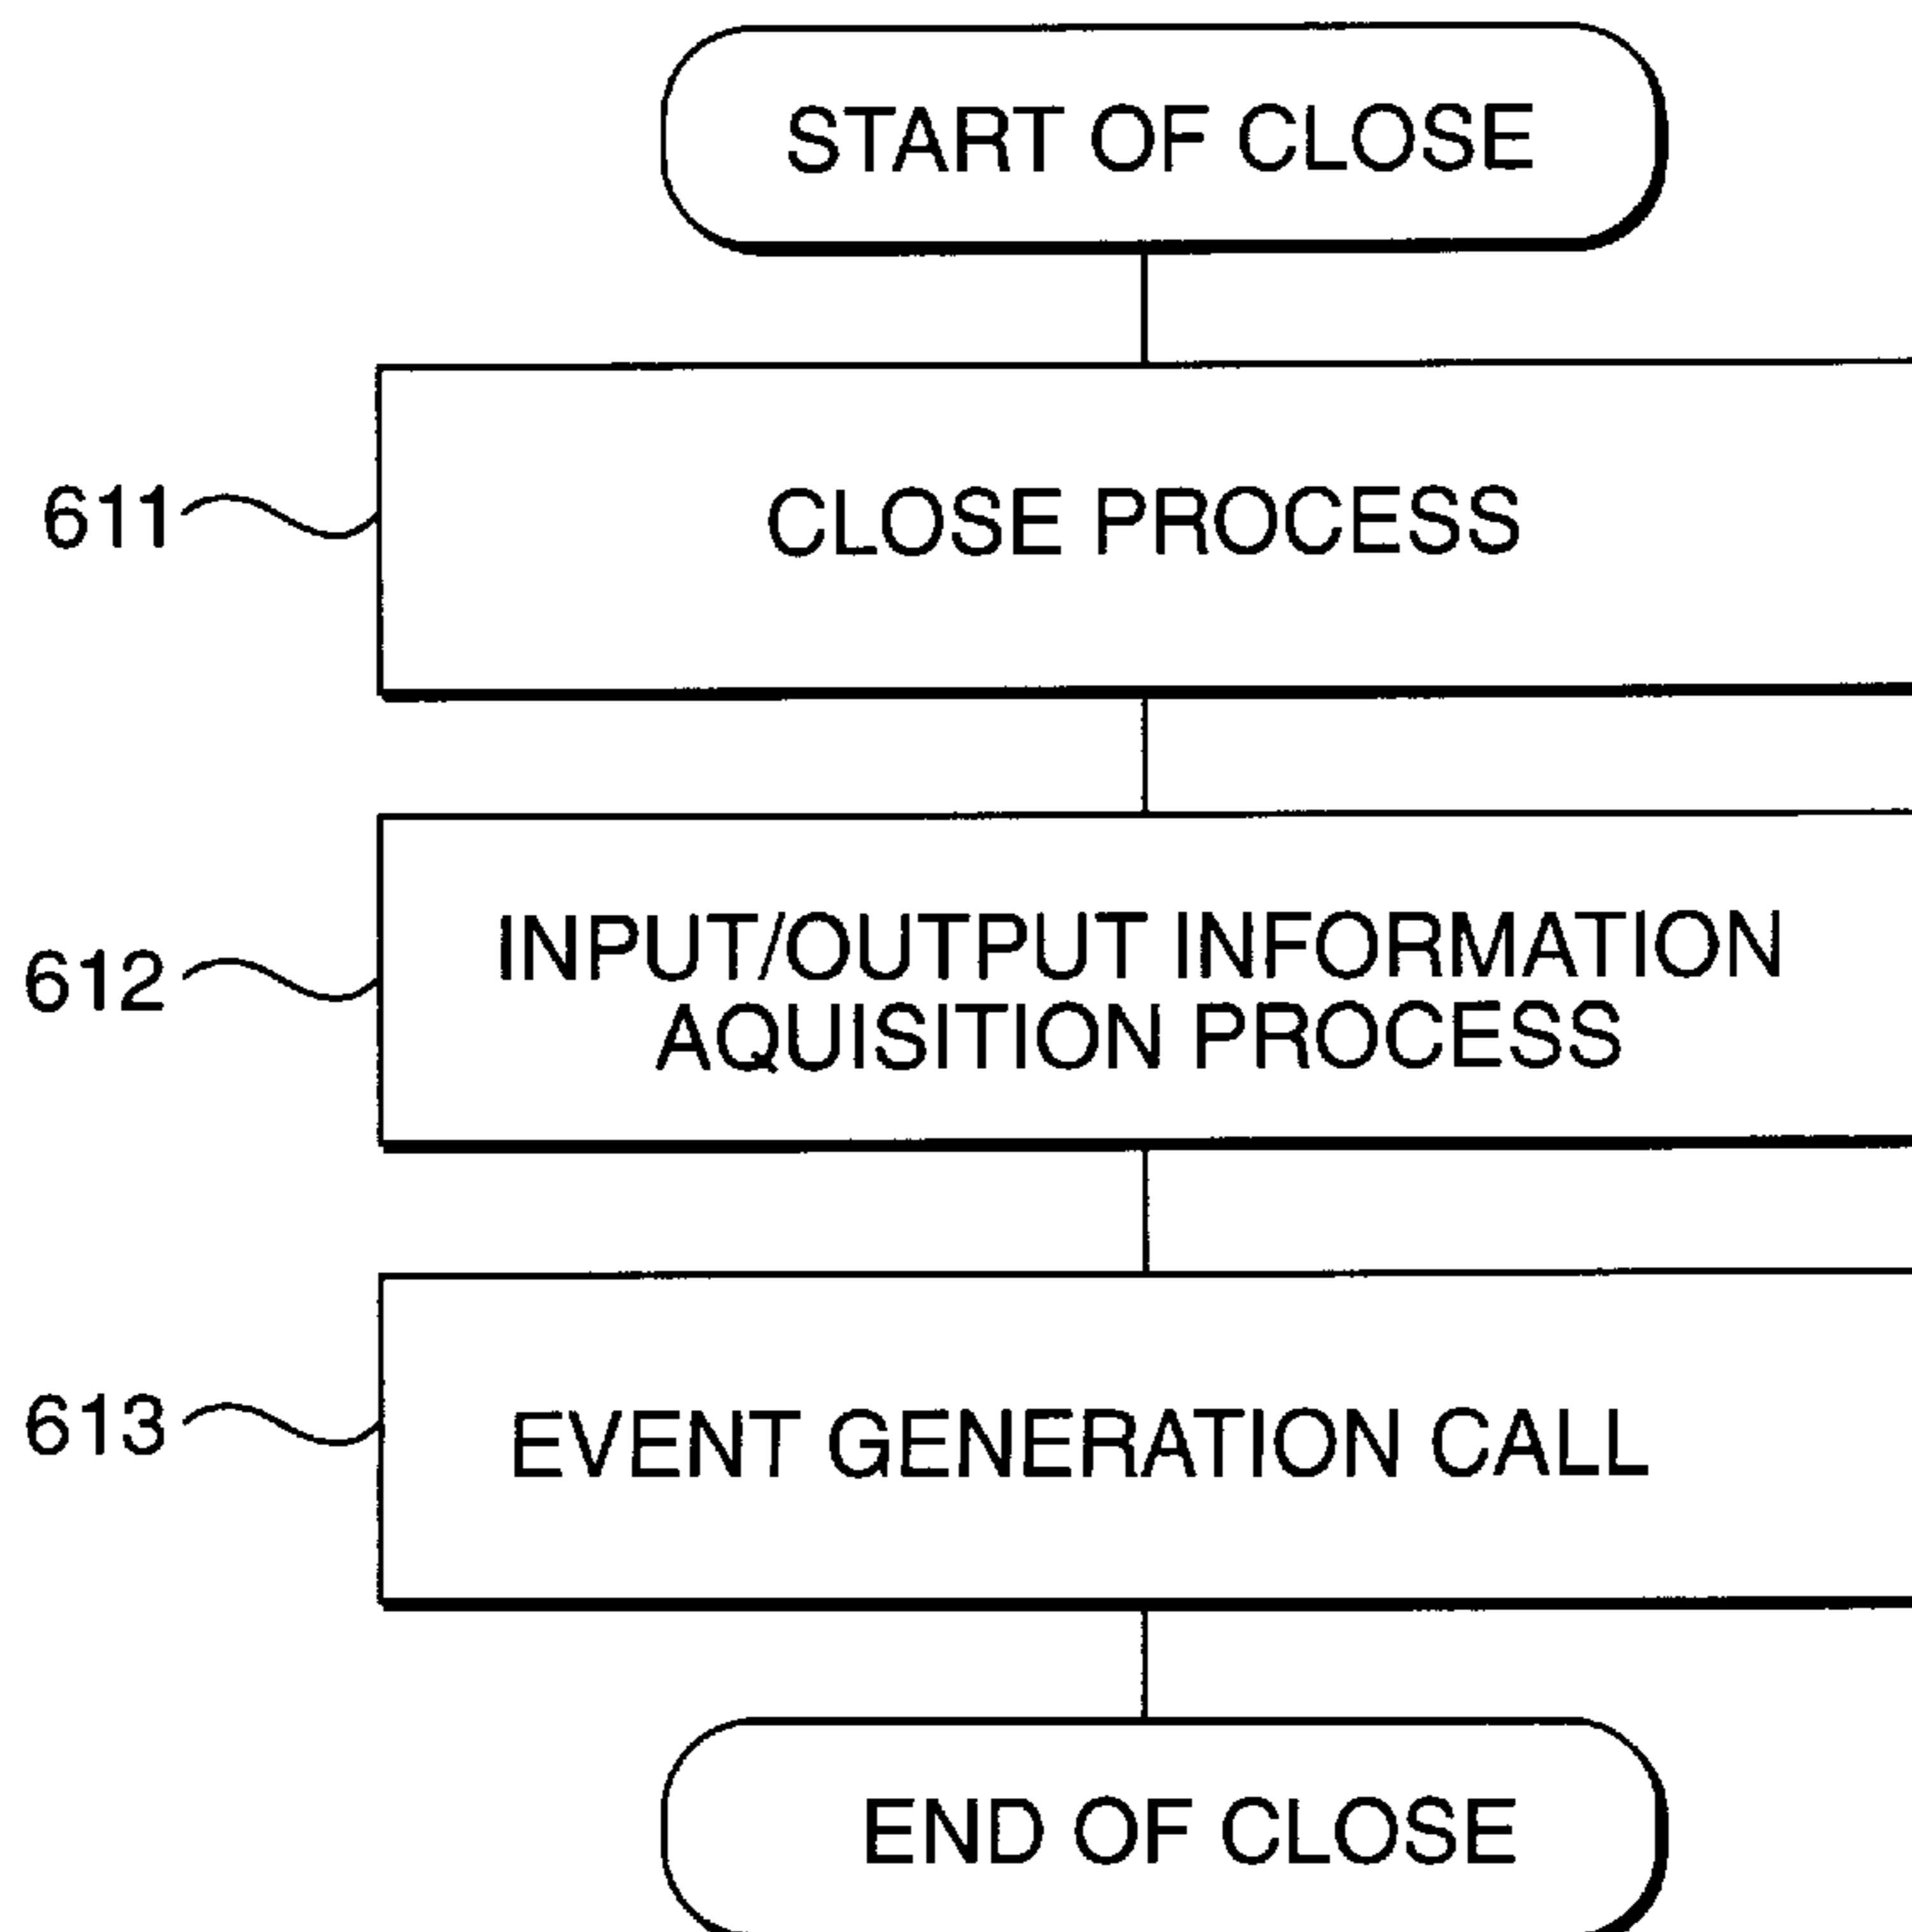 START OF CLOSE
611
CLOSE PROCESS
612
INPUT/OUTPUT INFORMATION
AQUISITION PROCESS
613
EVENT GENERATION CALL
END OF CLOSE